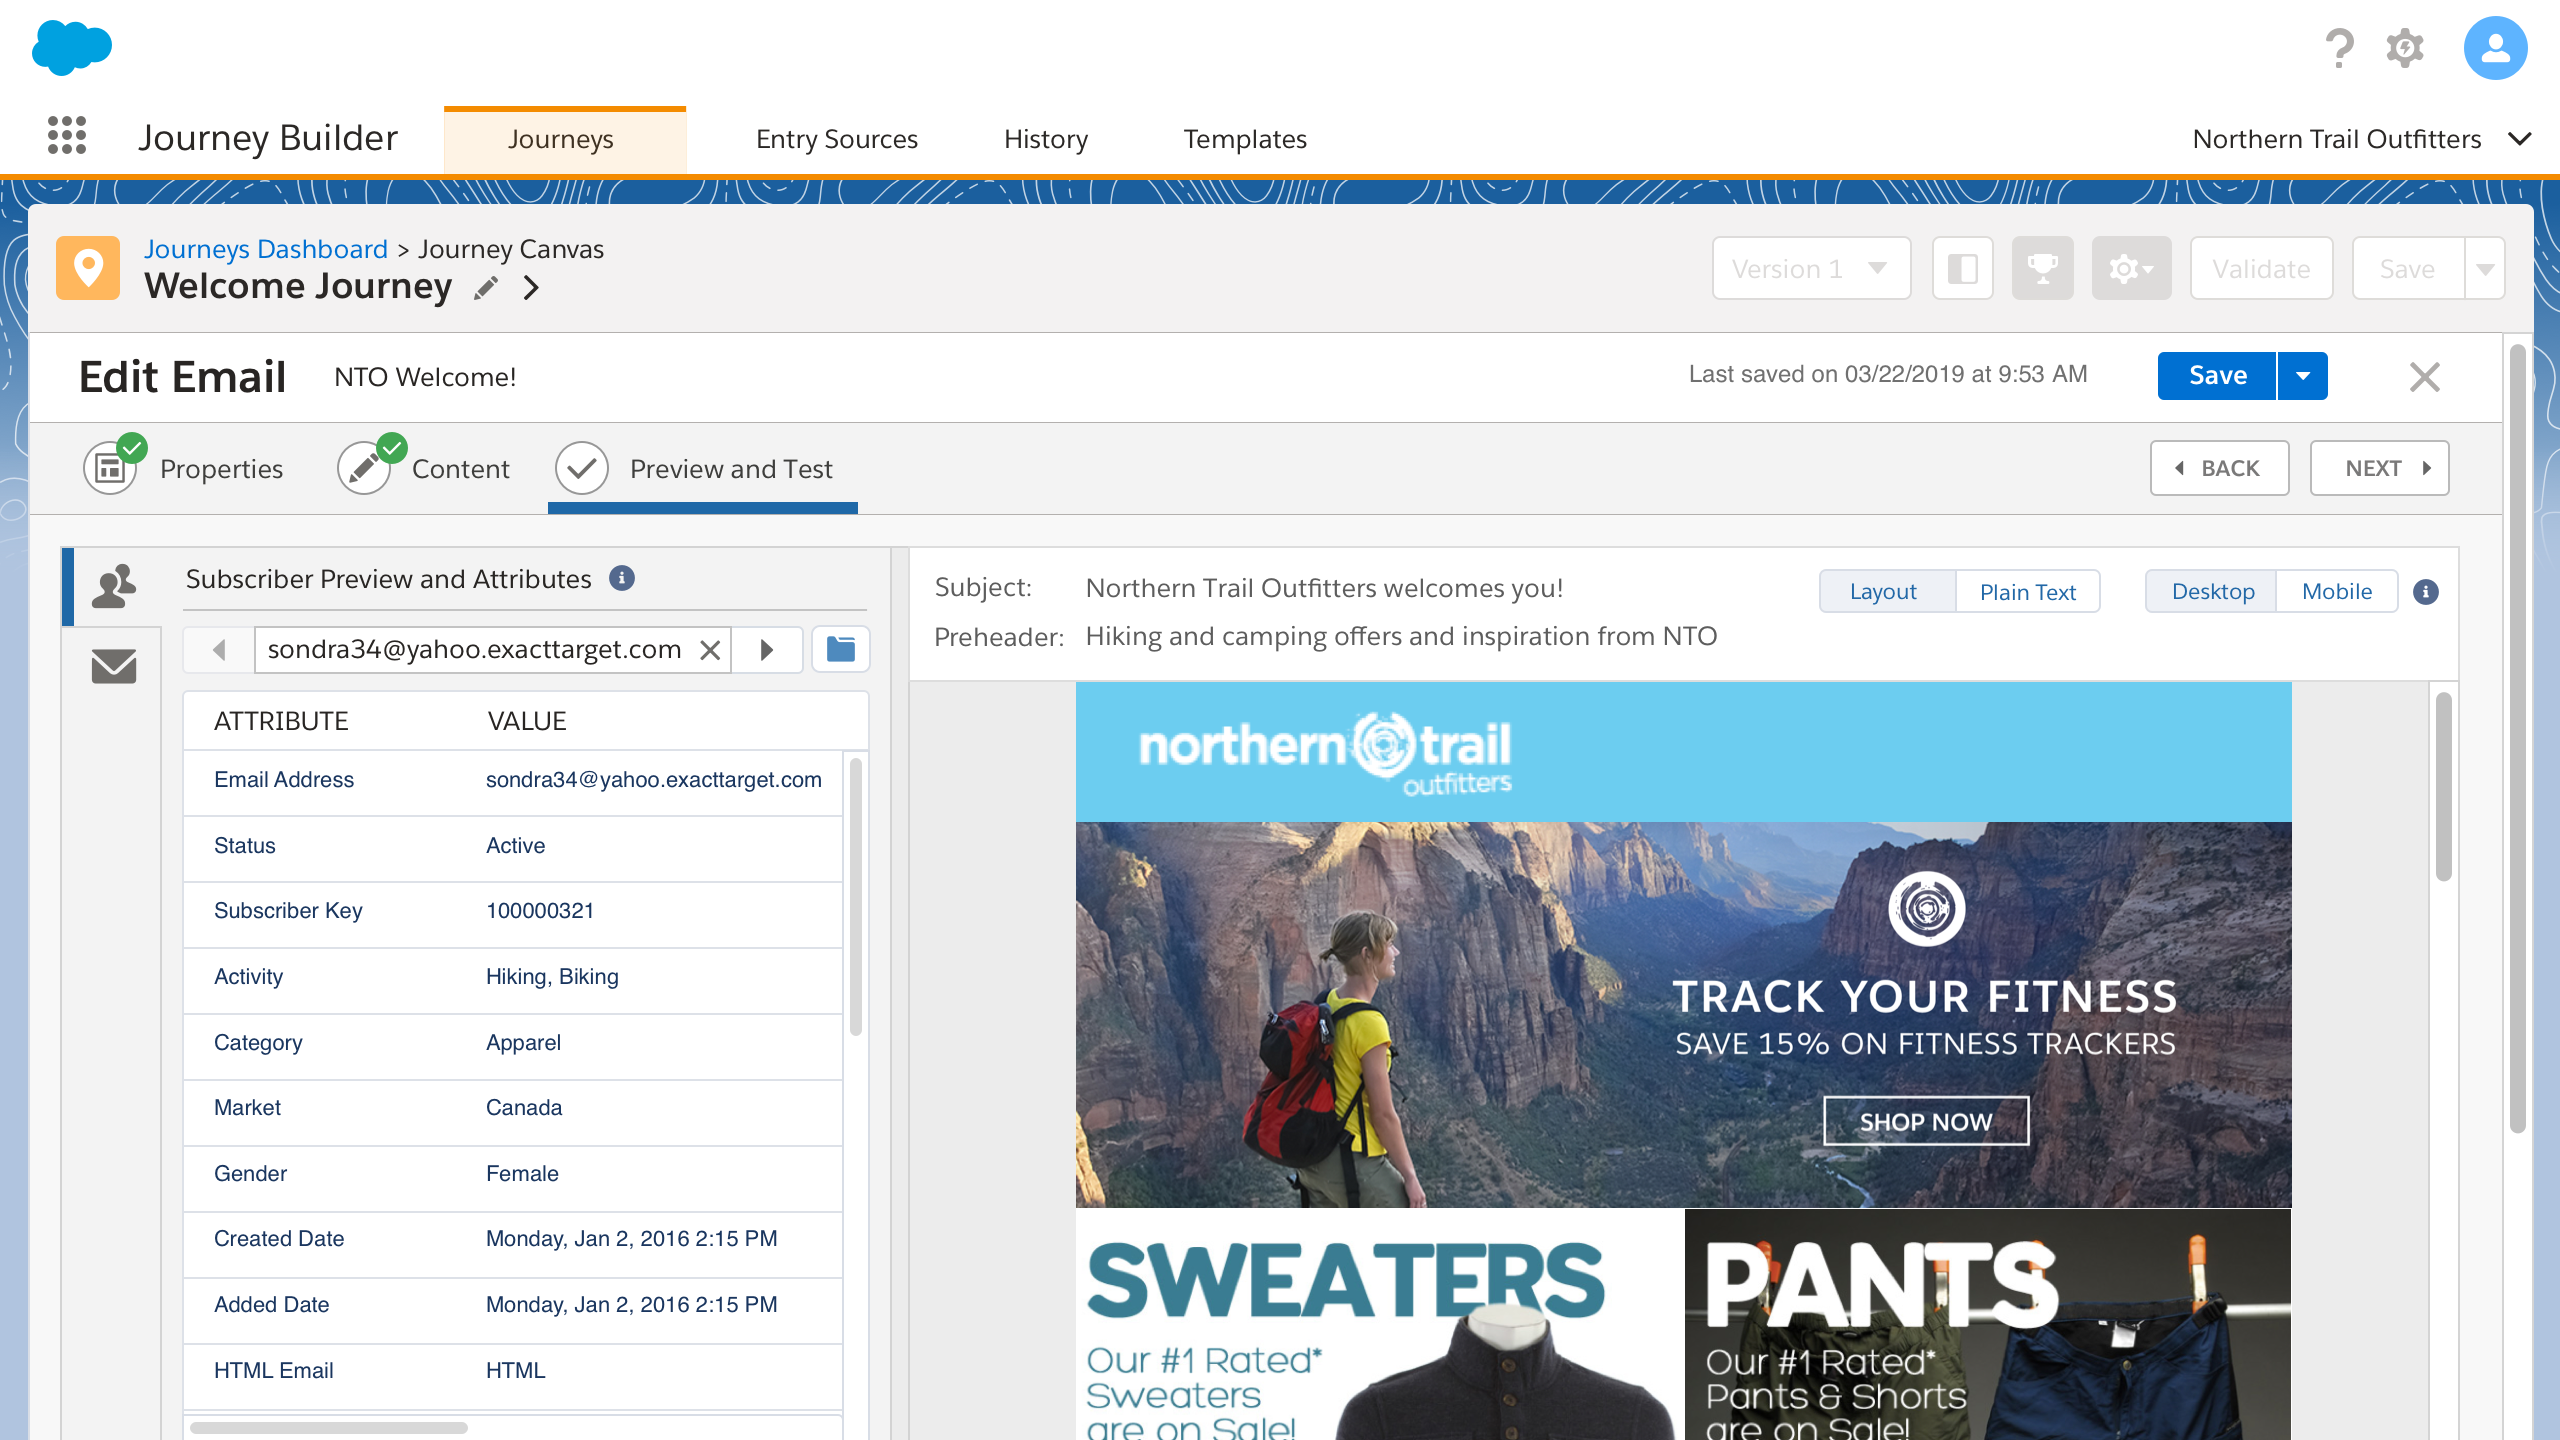 Journey Builder
Journeys
Entry Sources
History
Templates
Northern Trail Outfitters
Journeys Dashboard > Journey Canvas
Welcome Journey
Version 1
Validate
Save
Edit Email
NTO Welcome!
Last saved on 03/22/2019 at 9:53 AM
Save
Properties
Content
Preview and Test
BACK
NEXT
Subscriber Preview and Attributes
sondra34@yahoo.exacttarget.com
ATTRIBUTE VALUE
Email Address sondra34@yahoo.exacttarget.com
Status Active
Subscriber Key 100000321
Activity Hiking, Biking
Category Apparel
Market Canada
Gender Female
Created Date Monday, Jan 2, 2016 2:15 PM
Added Date Monday, Jan 2, 2016 2:15 PM
HTML Email HTML
Subject: Northern Trail Outfitters welcomes you!
Preheader: Hiking and camping offers and inspiration from NTO
Layout
Plain Text
Desktop
Mobile
northern trail
outfitters
TRACK YOUR FITNESS
SAVE 15% ON FITNESS TRACKERS
SHOP NOW
SWEATERS
Our #1 Rated*
Sweaters
are on Sale!
PANTS
Our #1 Rated*
Pants & Shorts
are on Sale!